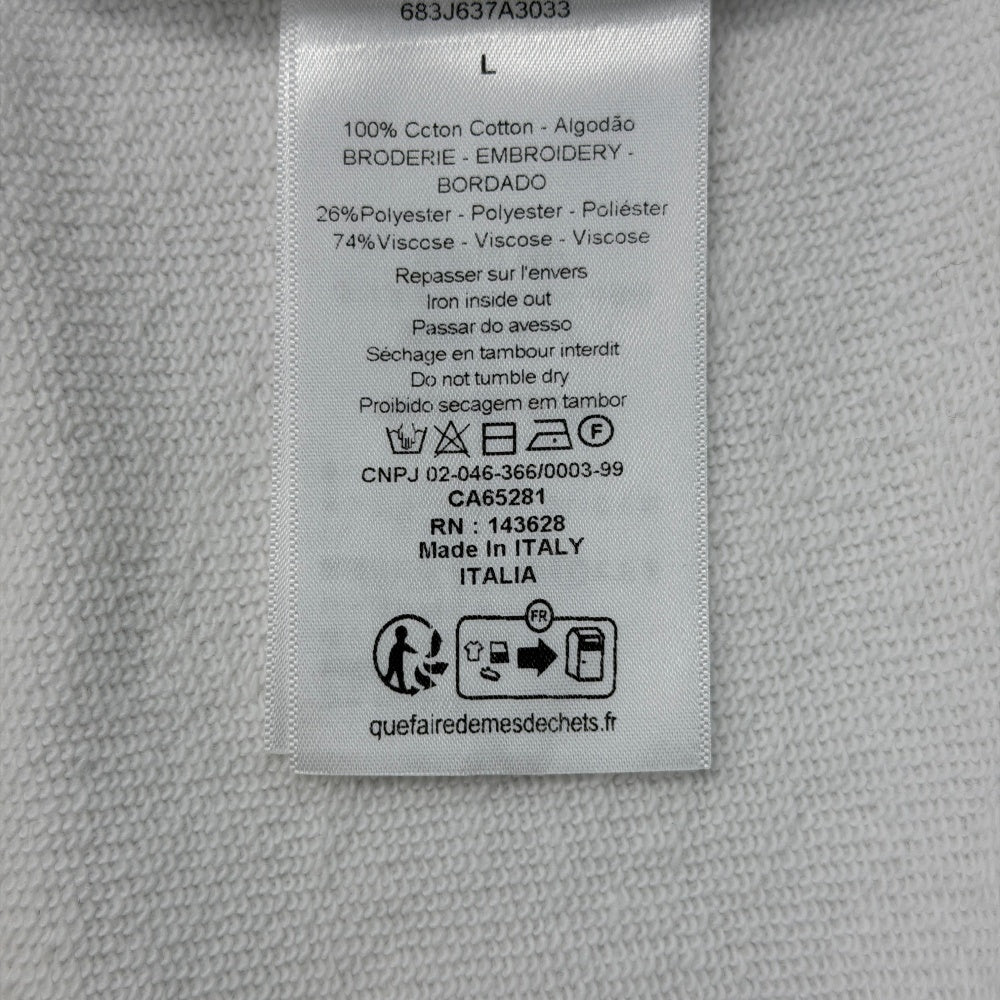 683J637A3033
L
100% Ccton Cotton - Algodão
BRODERIE - EMBROIDERY -
BORDADO
26%Polyester - Polyester - Poliéster
74%Viscose - Viscose - Viscose
Repasser sur l'envers
Iron inside out
Passar do avesso
Séchage en tambour interdit
Do not tumble dry
Proibido secagem em tambor
F
CNPJ 02-046-366/0003-99
CA65281
RN : 143628
Made In ITALY
ITALIA
FR
quefairedemesdechets.fr